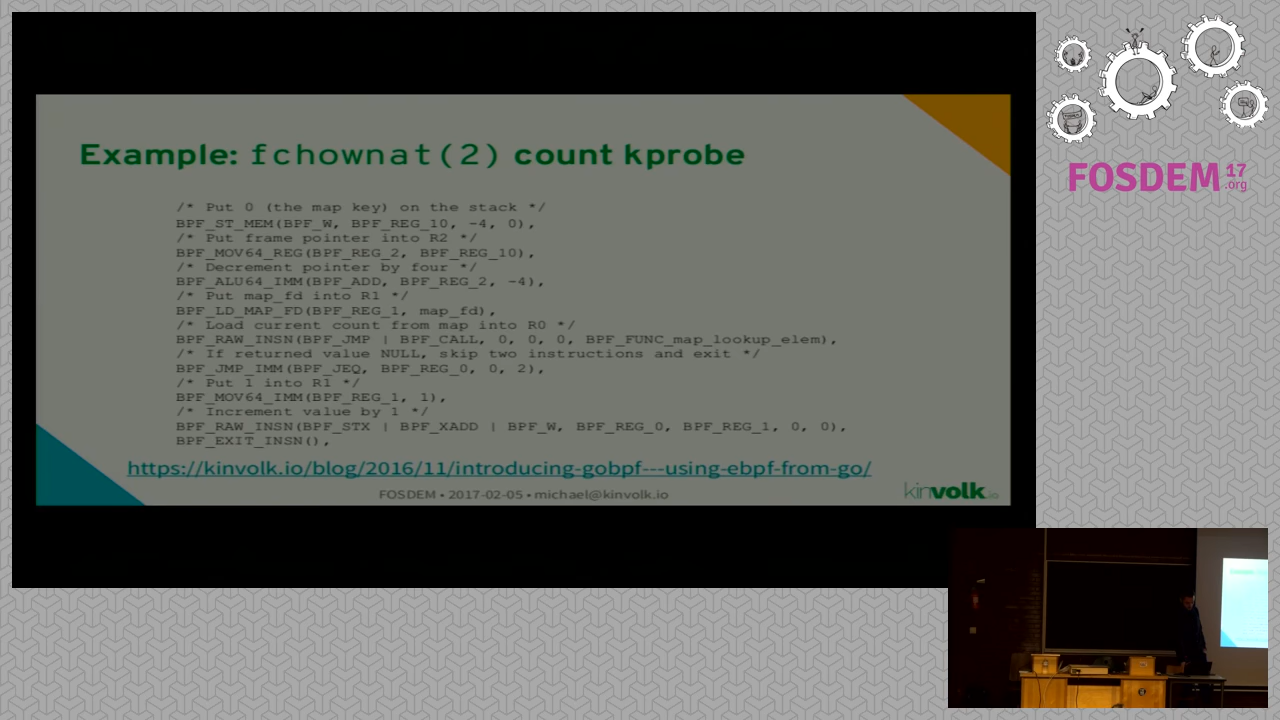 Example: fchownat(2) count kprobe
/* Put 0 (the map key) on the stack */
BPF_ST_MEM(BPF_W, BPF_REG_10, -4, 0),
/* Put frame pointer into R2 */
BPF_MOV64_REG(BPF_REG_2, BPF_REG_10),
/* Decrement pointer by four */
BPF_ALU64_IMM(BPF_ADD, BPF_REG_2, -4),
/* Put map_fd into R1 */
BPF_LD_MAP_FD(BPF_REG_1, map_fd),
/* Load current count from map into R0 */
BPF_RAW_INSN(BPF_JMP | BPF_CALL, 0, 0, 0, BPF_FUNC_map_lookup_elem),
/* If returned value NULL, skip two instructions and exit */
BPF_JMP_IMM(BPF_JEQ, BPF_REG_0, 0, 2),
/* Put 1 into R1 */
BPF_MOV64_IMM(BPF_REG_1, 1),
/* Increment value by 1 */
BPF_RAW_INSN(BPF_STX | BPF_XADD | BPF_W, BPF_REG_0, BPF_REG_1, 0, 0),
BPF_EXIT_INSN(),
https://kinvolk.io/blog/2016/11/introducing-gobpf---using-ebpf-from-go/
FOSDEM • 2017-02-05 • michael@kinvolk.io
kinvolk.io
FOSDEM 17 .org